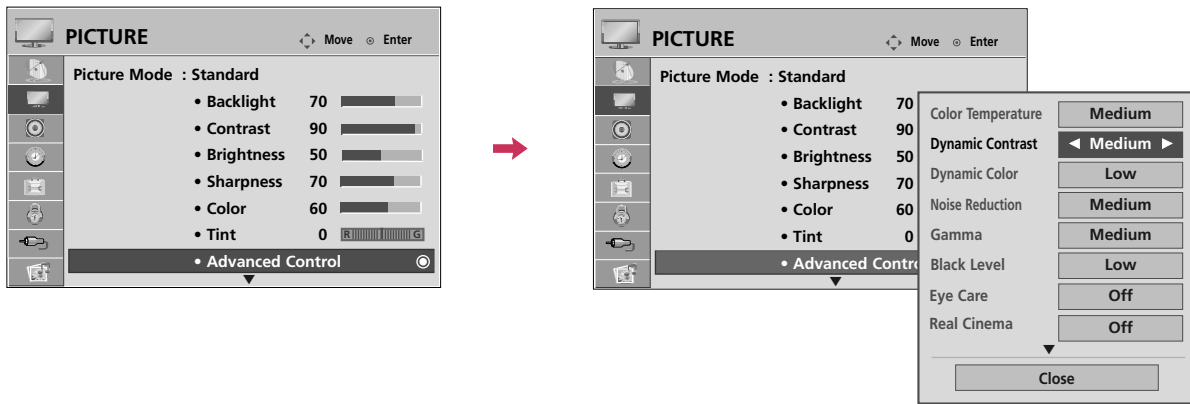 PICTURE
Move Enter
Picture Mode : Standard
• Backlight 70
• Contrast 90
• Brightness 50
• Sharpness 70
• Color 60
• Tint 0 R G
• Advanced Control
PICTURE
Move Enter
Picture Mode : Standard
• Backlight 70
• Contrast 90
• Brightness 50
• Sharpness 70
• Color 60
• Tint 0
• Advanced Contro
Color Temperature Medium
Dynamic Contrast ◄ Medium ►
Dynamic Color Low
Noise Reduction Medium
Gamma Medium
Black Level Low
Eye Care Off
Real Cinema Off
Close